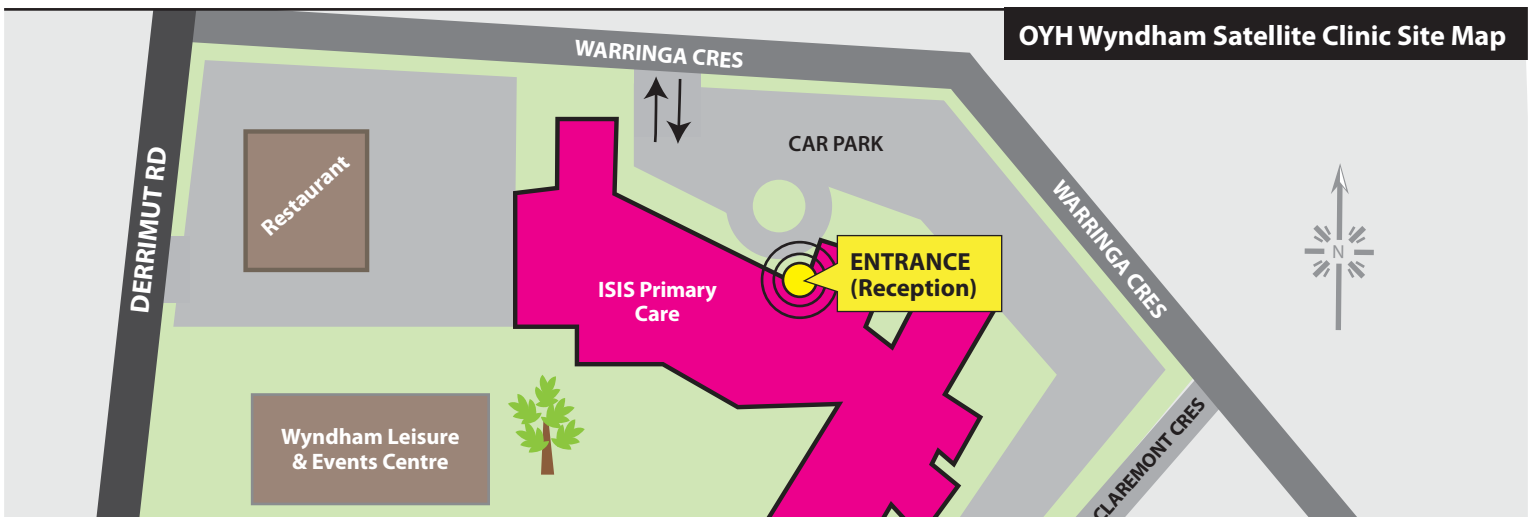 OYH Wyndham Satellite Clinic Site Map
WARRINGA CRES
CAR PARK
DERRIMUT RD
Restaurant
WARRINGA CRES
N
ENTRANCE
(Reception)
ISIS Primary
Care
Wyndham Leisure
& Events Centre
CLAREMONT CRES